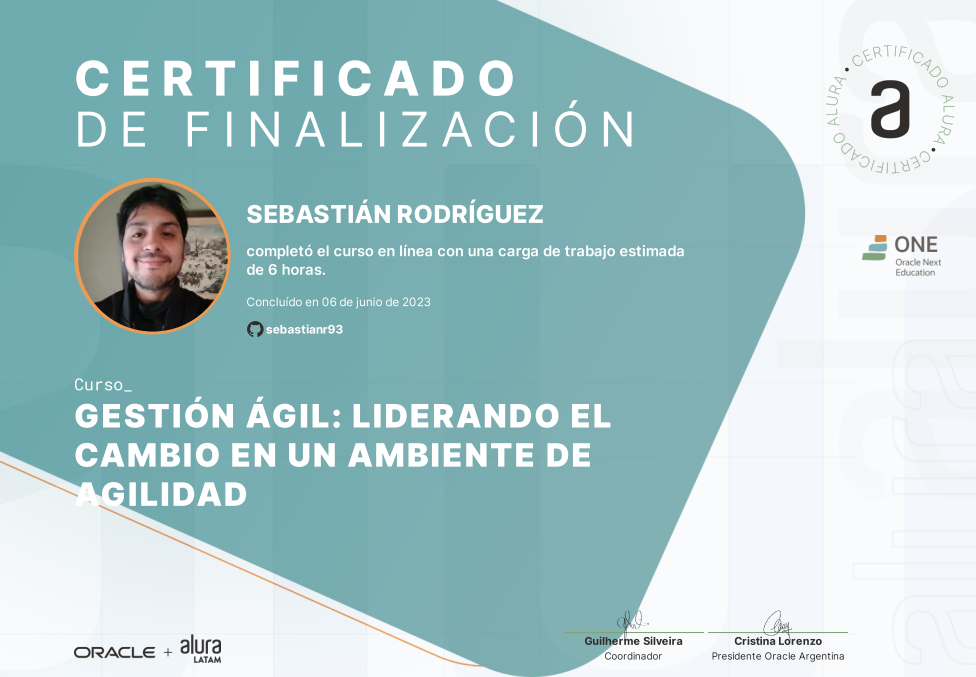 CERTIFICADO
DE FINALIZACIÓN
CERTIFICADO ALURA • CERTIFICADO ALURA •
a
SEBASTIÁN RODRÍGUEZ
completó el curso en línea con una carga de trabajo estimada
de 6 horas.
Concluído en 06 de junio de 2023
sebastianr93
ONE
Oracle Next
Education
Curso_
GESTIÓN ÁGIL: LIDERANDO EL
CAMBIO EN UN AMBIENTE DE
AGILIDAD
ORACLE + alura
LATAM
Guilherme Silveira
Coordinador
Cristina Lorenzo
Presidente Oracle Argentina